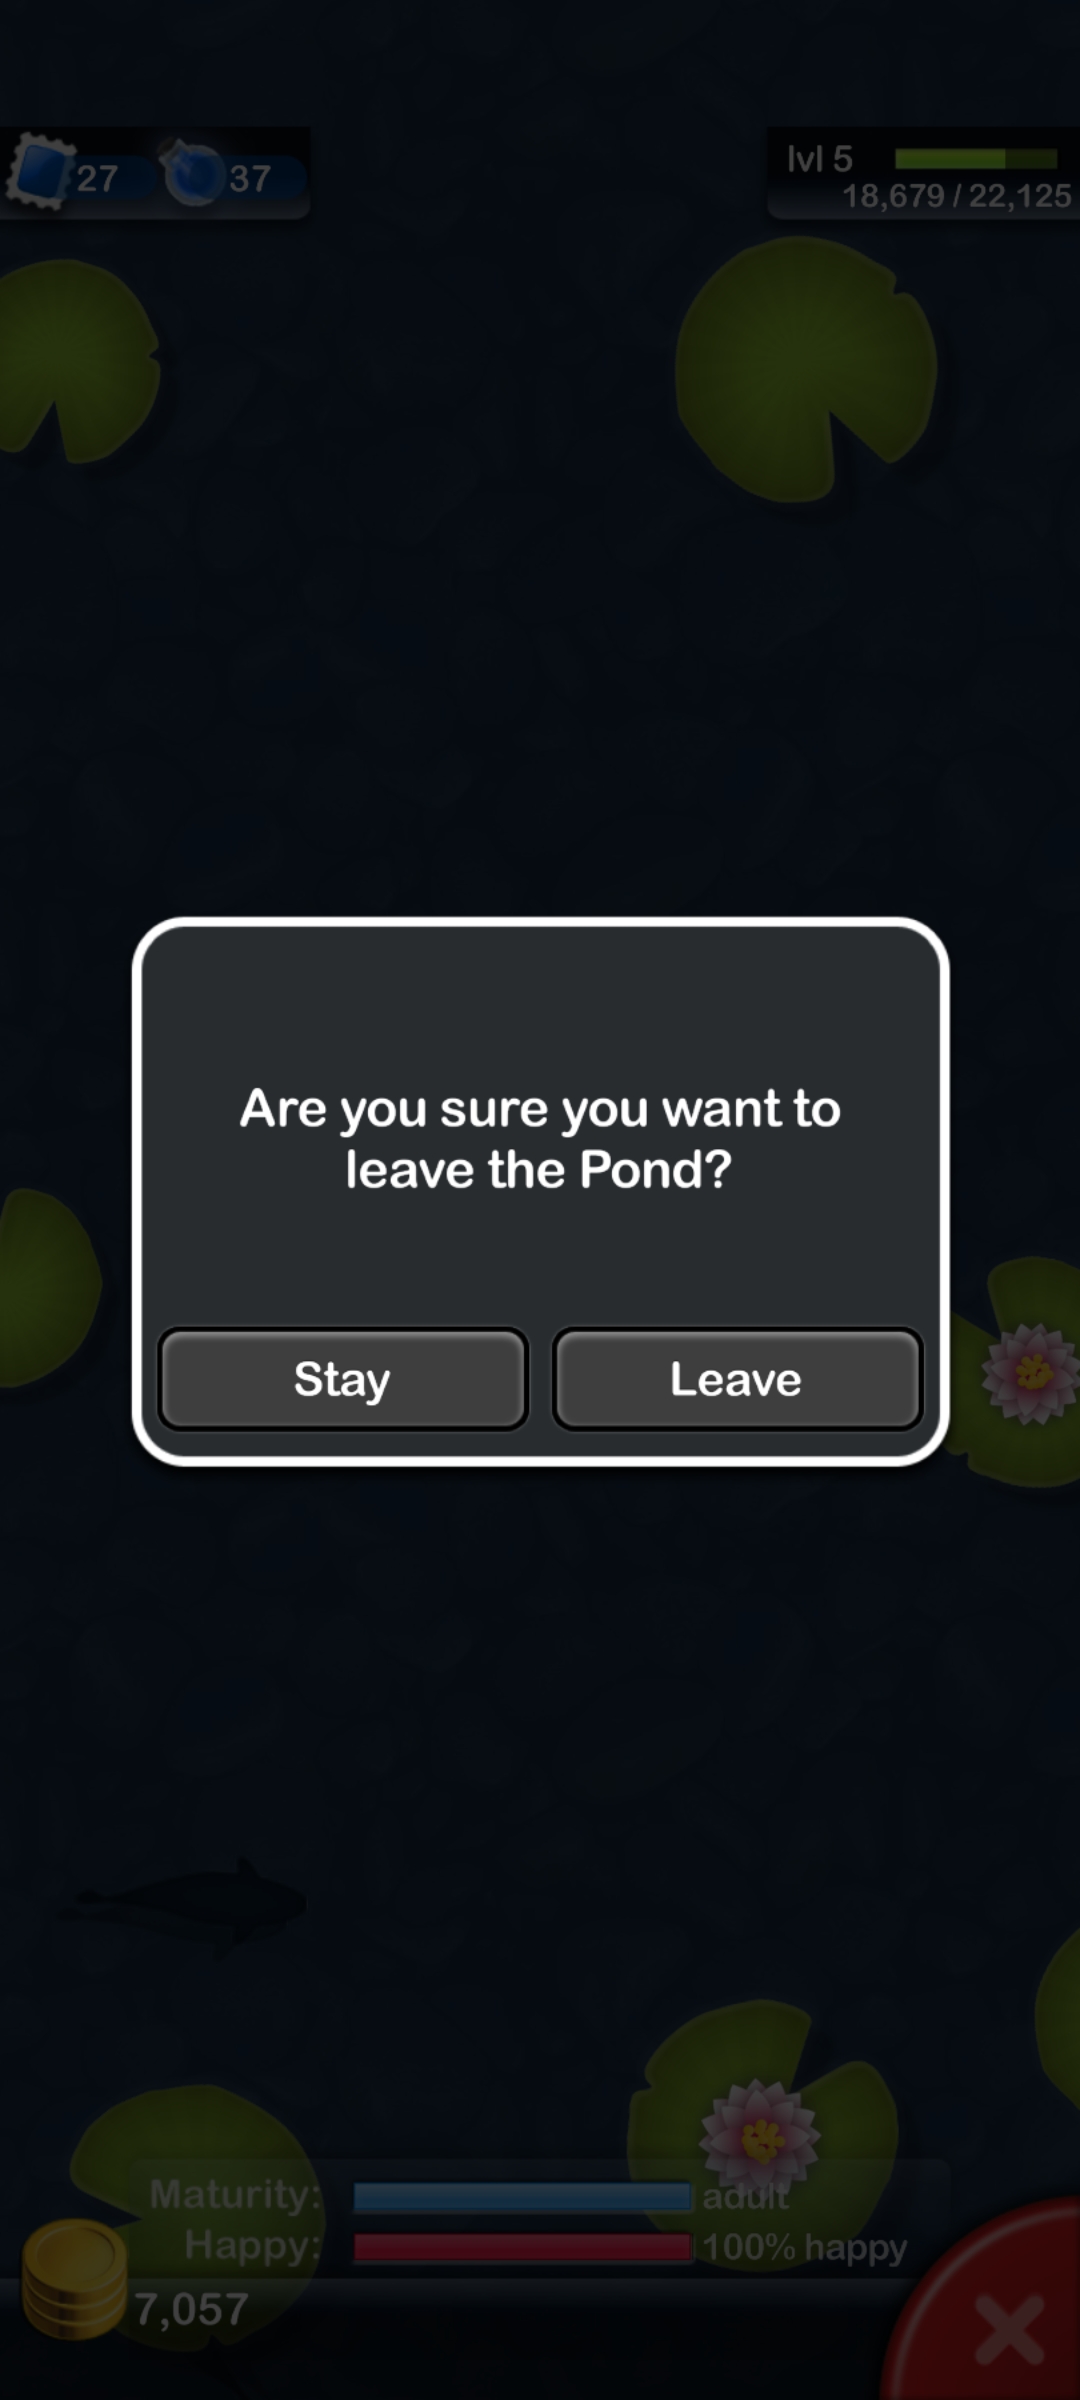 27
37
lvl 5
18,679 / 22,125
Are you sure you want to
leave the Pond?
Stay
Leave
Maturity:
adult
Happy:
100% happy
7,057